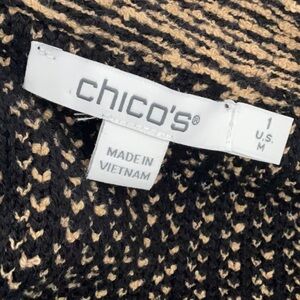 chico's®
1
U.S.
M
MADE IN
VIETNAM